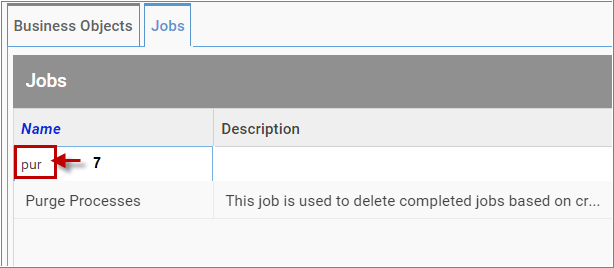 Business Objects Jobs
Jobs
Name Description
pur 7
Purge Processes This job is used to delete completed jobs based on cr...